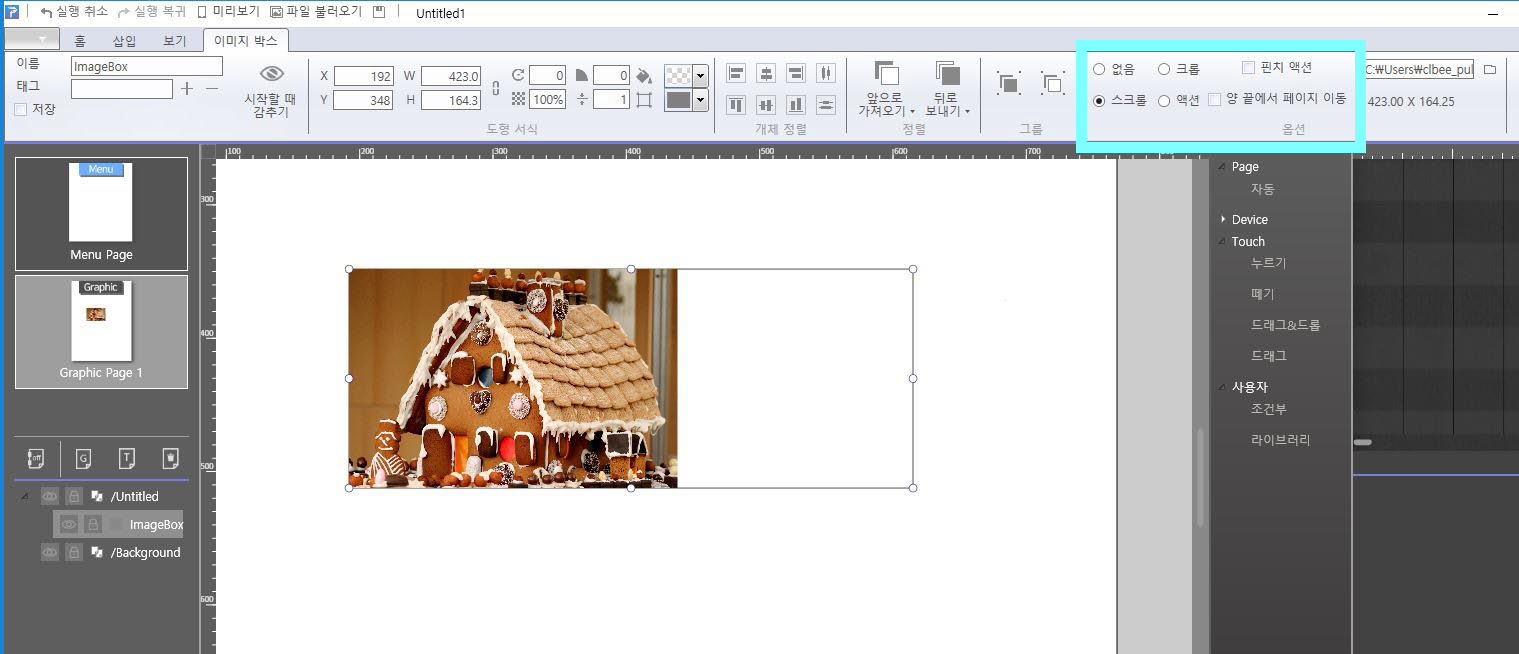 실행 취소 실행 복귀 미리보기 파일 불러오기 Untitled1
홈 삽입 보기 이미지 박스
이름 ImageBox
태그
저장
시작할 때
감추기
X 192 W 423.0
Y 348 H 164.3
0 0
100% 1
도형 서식
개체 정렬
앞으로
가져오기
뒤로
보내기
정렬
그룹
없음 크롭 핀치 액션
스크롤 액션 양 끝에서 페이지 이동
옵션
C:₩Users₩clbee_pul
423.00 X 164.25
100 200 300 400 500 600 700
300
400
500
600
Menu
Menu Page
Graphic
Graphic Page 1
off G T
/Untitled
ImageBox
/Background
Page
자동
Device
Touch
누르기
떼기
드래그&드롭
드래그
사용자
조건부
라이브러리